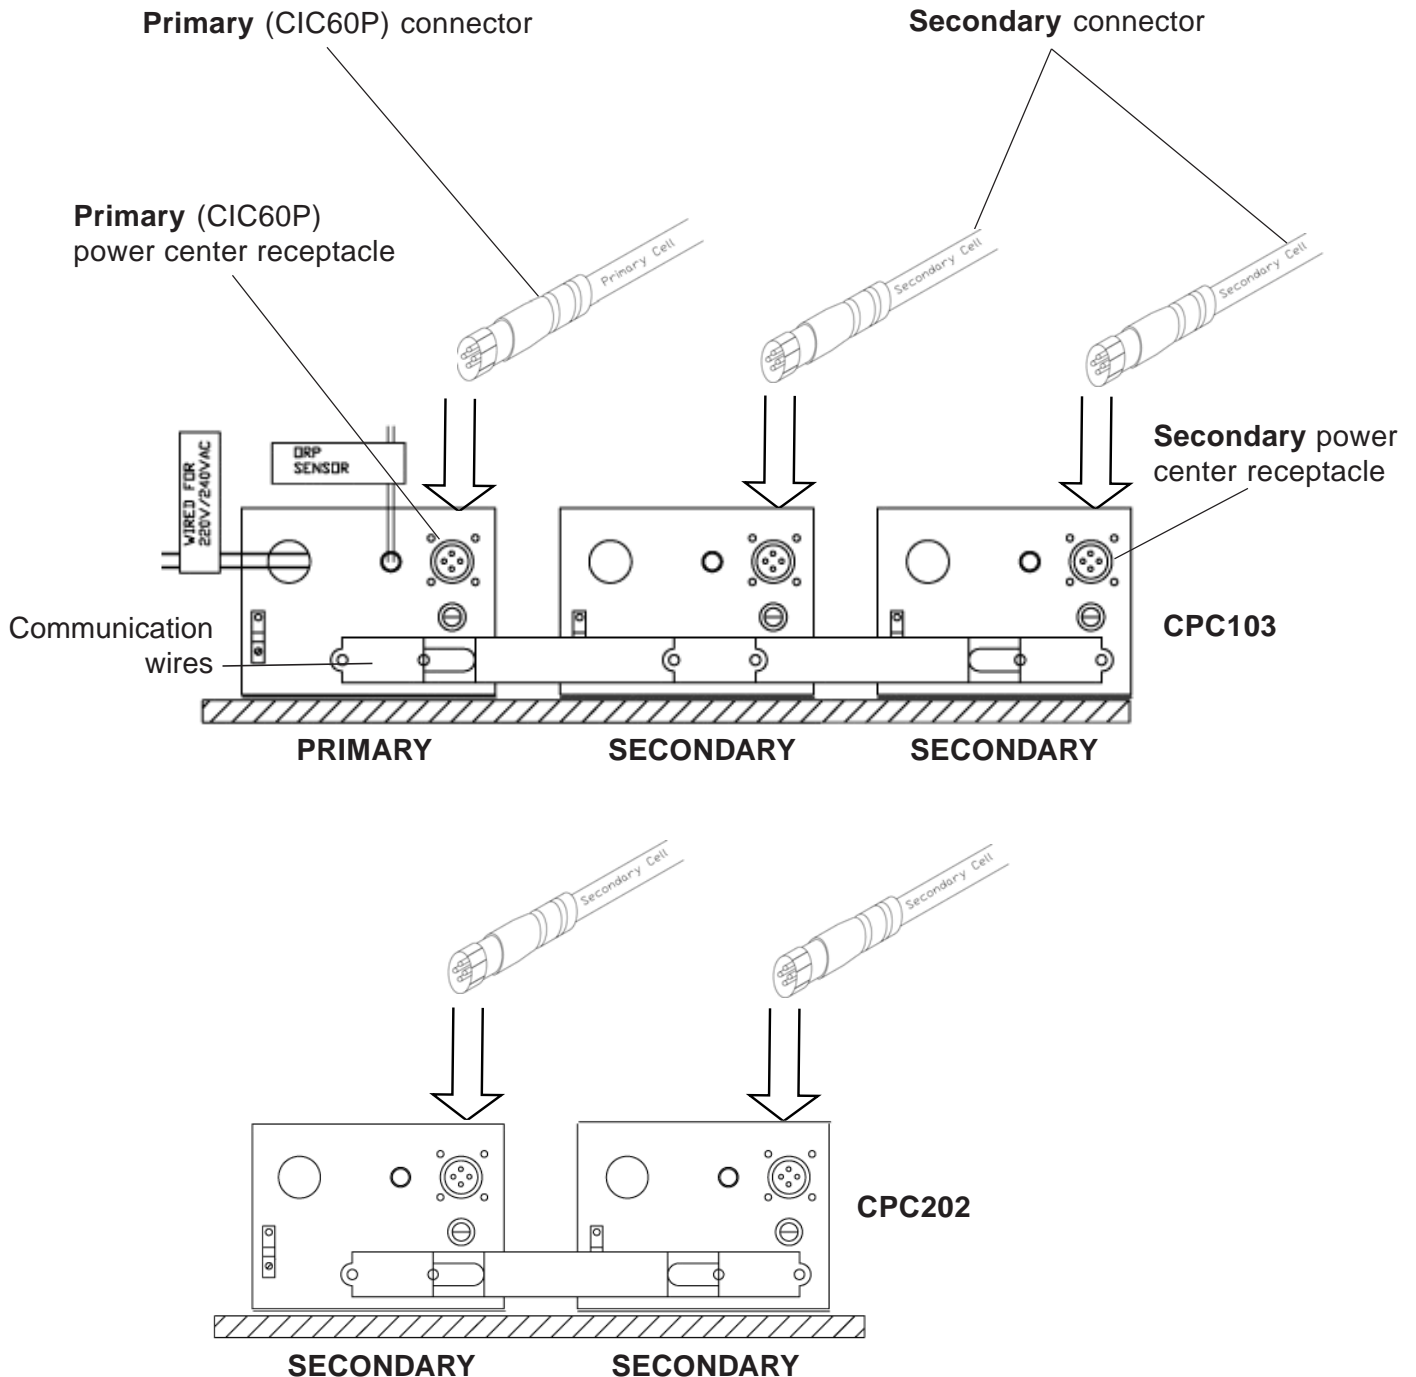 Primary (CIC60P) connector
Secondary connector
Primary (CIC60P)
power center receptacle
Primary Cell
Secondary Cell
Secondary Cell
WIRED FOR
220V/240VAC
ORP
SENSOR
Secondary power
center receptacle
Communication
wires
CPC103
PRIMARY
SECONDARY
SECONDARY
Secondary Cell
Secondary Cell
CPC202
SECONDARY
SECONDARY